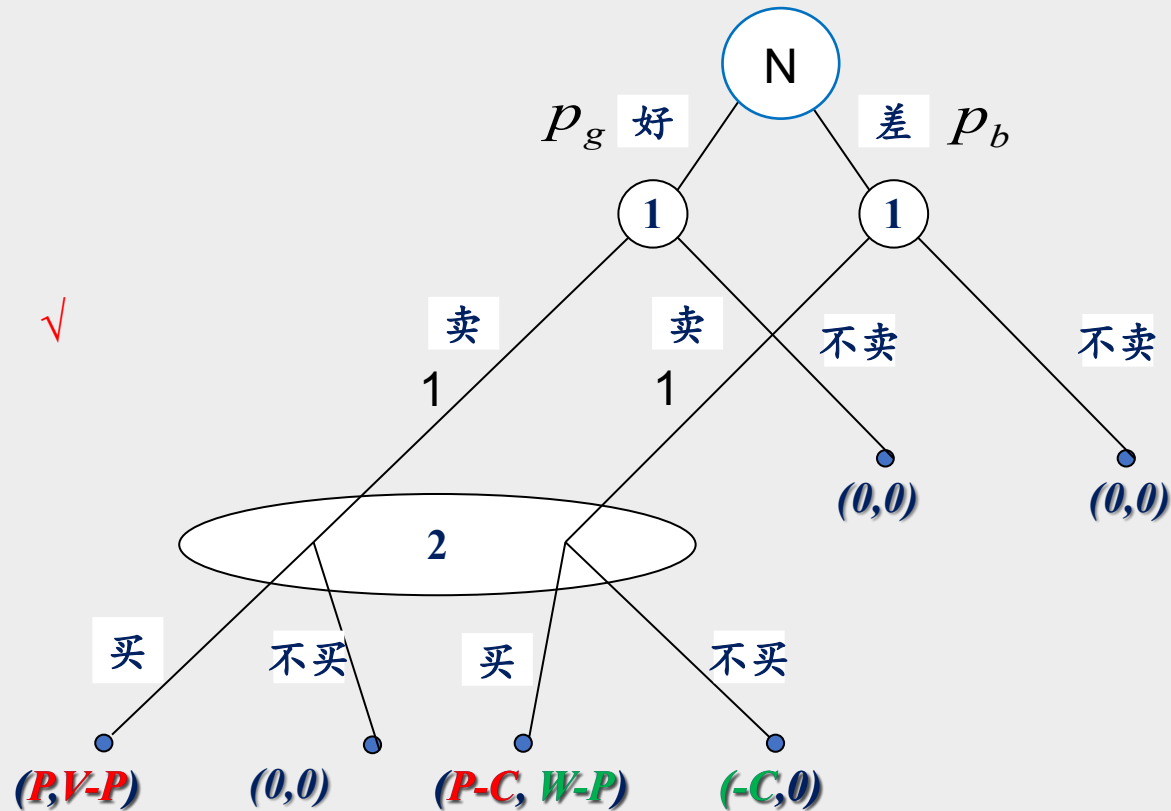 N
p_g 好 差 p_b
1 1
√
卖 卖 不卖 不卖
1 1
(0,0) (0,0)
2
买 不买 买 不买
(P,V-P) (0,0) (P-C, W-P) (-C,0)